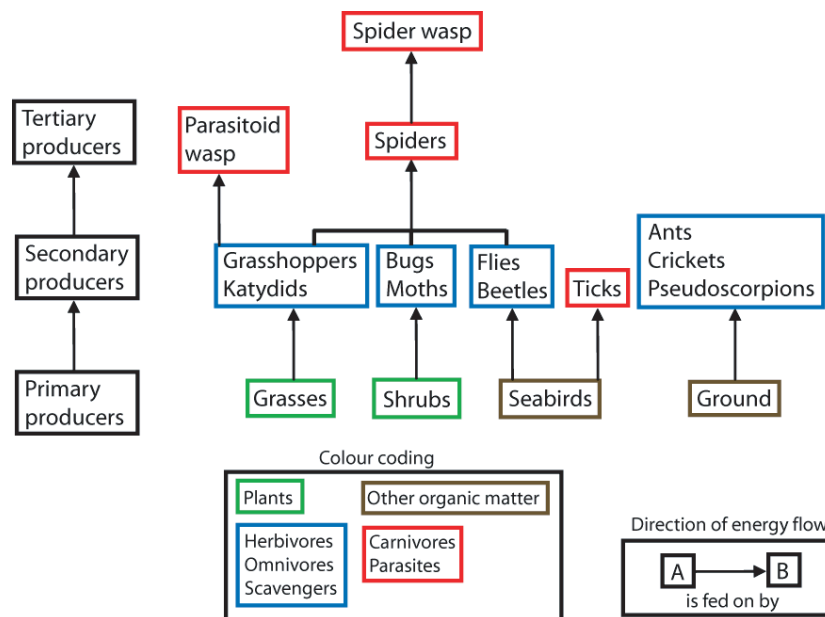 Spider wasp
Tertiary
producers
Parasitoid
wasp
Spiders
Secondary
producers
Grasshoppers
Katydids
Bugs
Moths
Flies
Beetles
Ticks
Ants
Crickets
Pseudoscorpions
Primary
producers
Grasses
Shrubs
Seabirds
Ground
Colour coding
Plants
Other organic matter
Herbivores
Omnivores
Scavengers
Carnivores
Parasites
Direction of energy flow
A
B
is fed on by